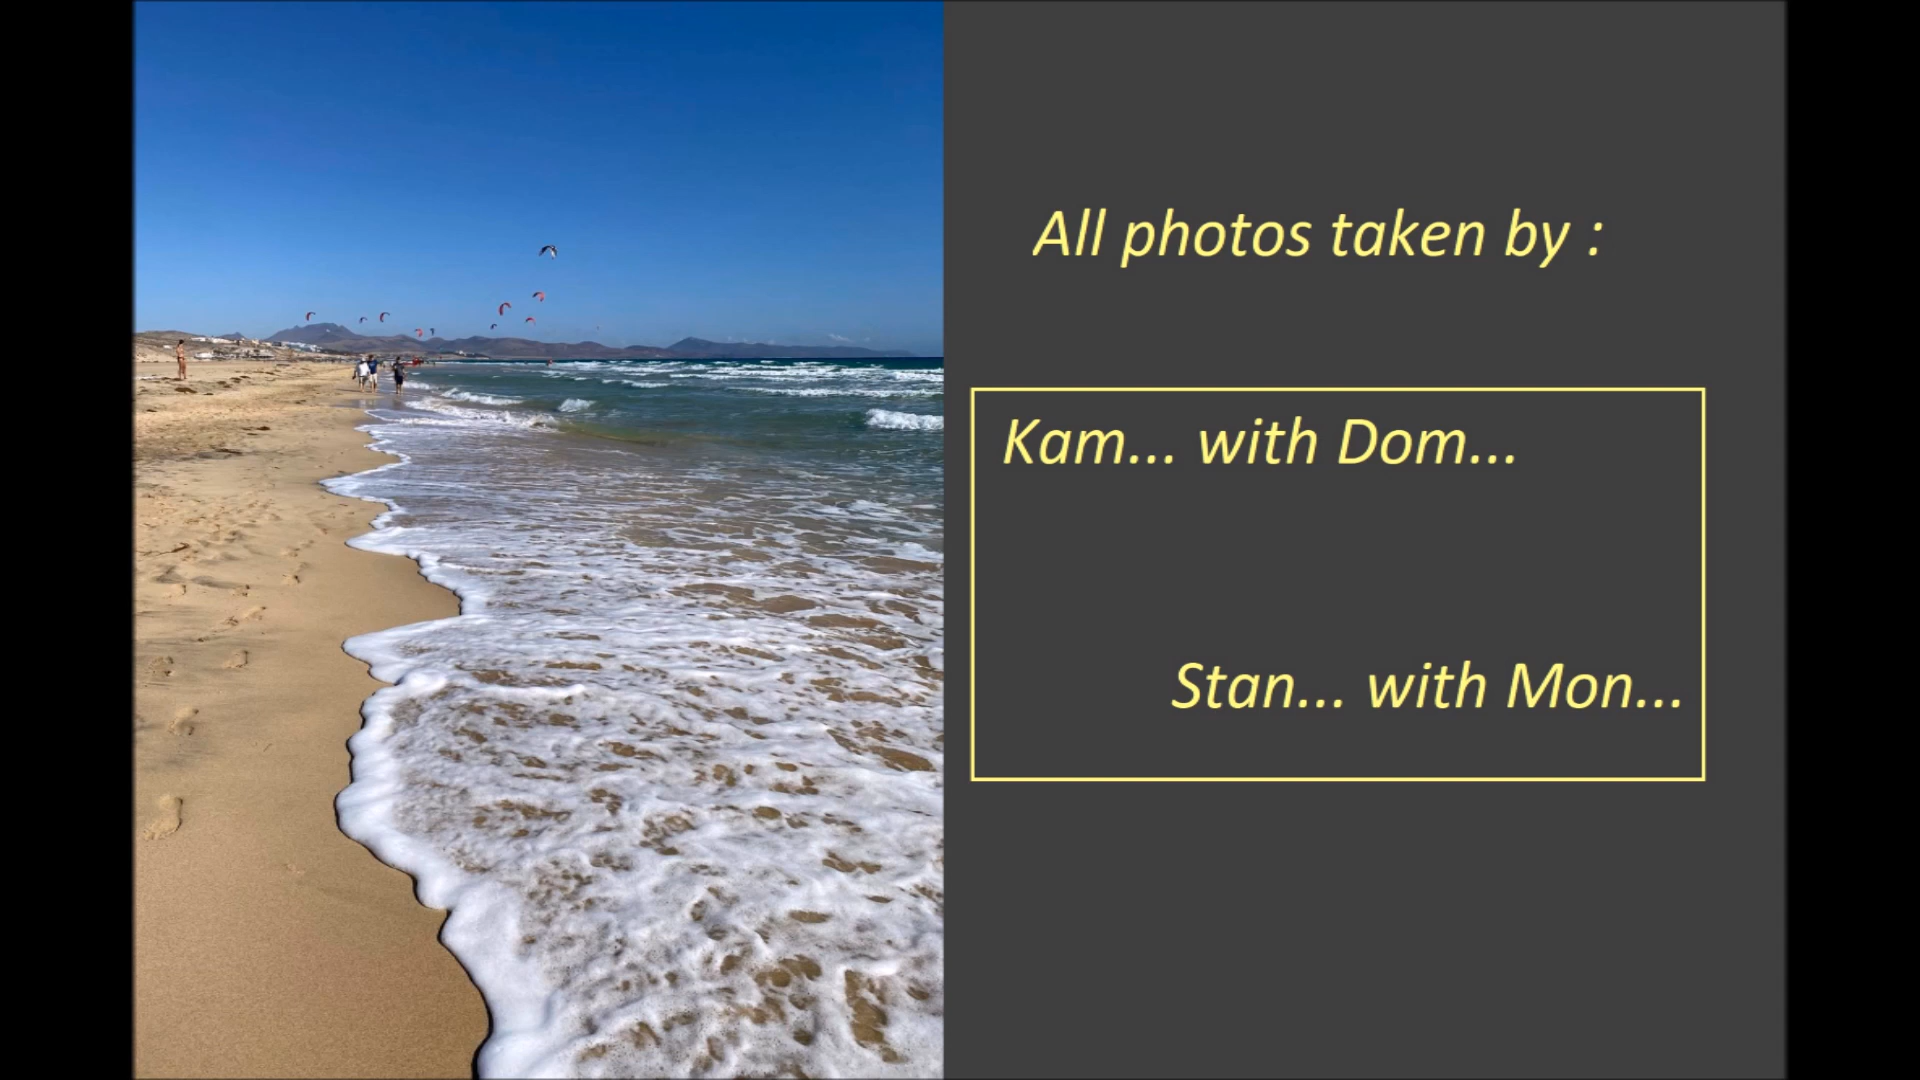 All photos taken by :
Kam... with Dom...
Stan... with Mon...